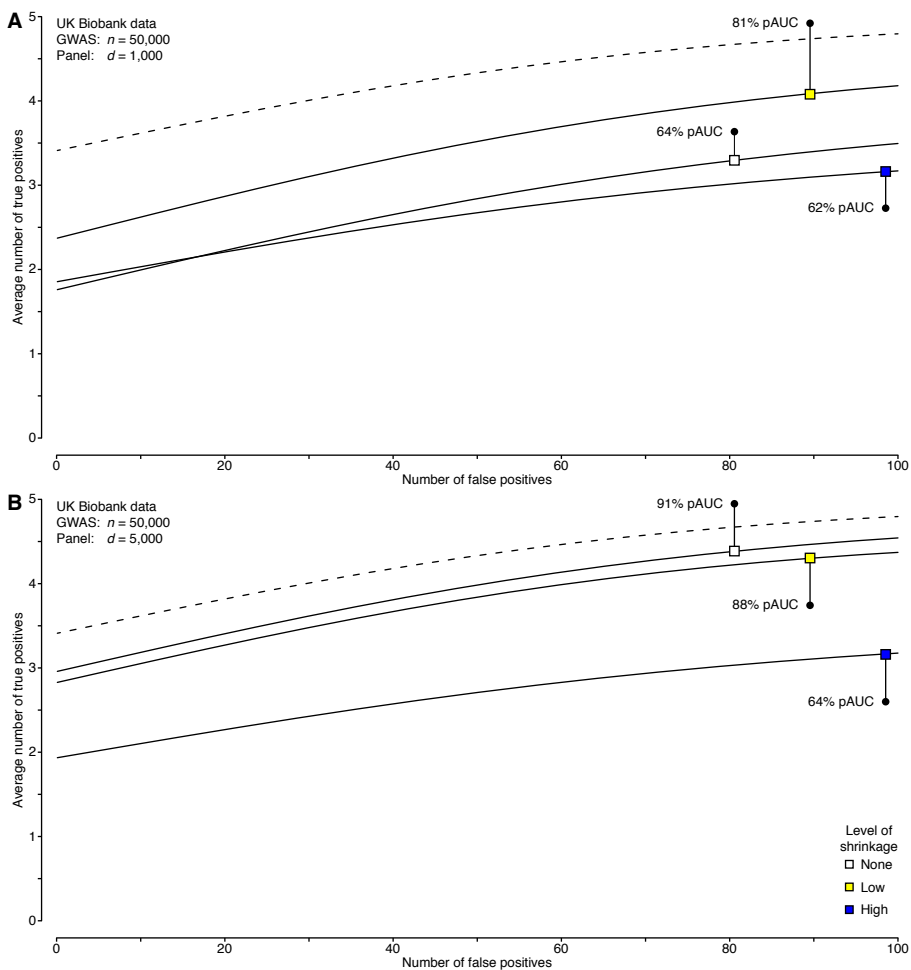 A
UK Biobank data
GWAS: n = 50,000
Panel: d = 1,000
81% pAUC
64% pAUC
62% pAUC
Average number of true positives
5
4
3
2
1
0
0 20 40 60 80 100
Number of false positives
B
UK Biobank data
GWAS: n = 50,000
Panel: d = 5,000
91% pAUC
88% pAUC
64% pAUC
Average number of true positives
5
4
3
2
1
0
Level of
shrinkage
None
Low
High
0 20 40 60 80 100
Number of false positives